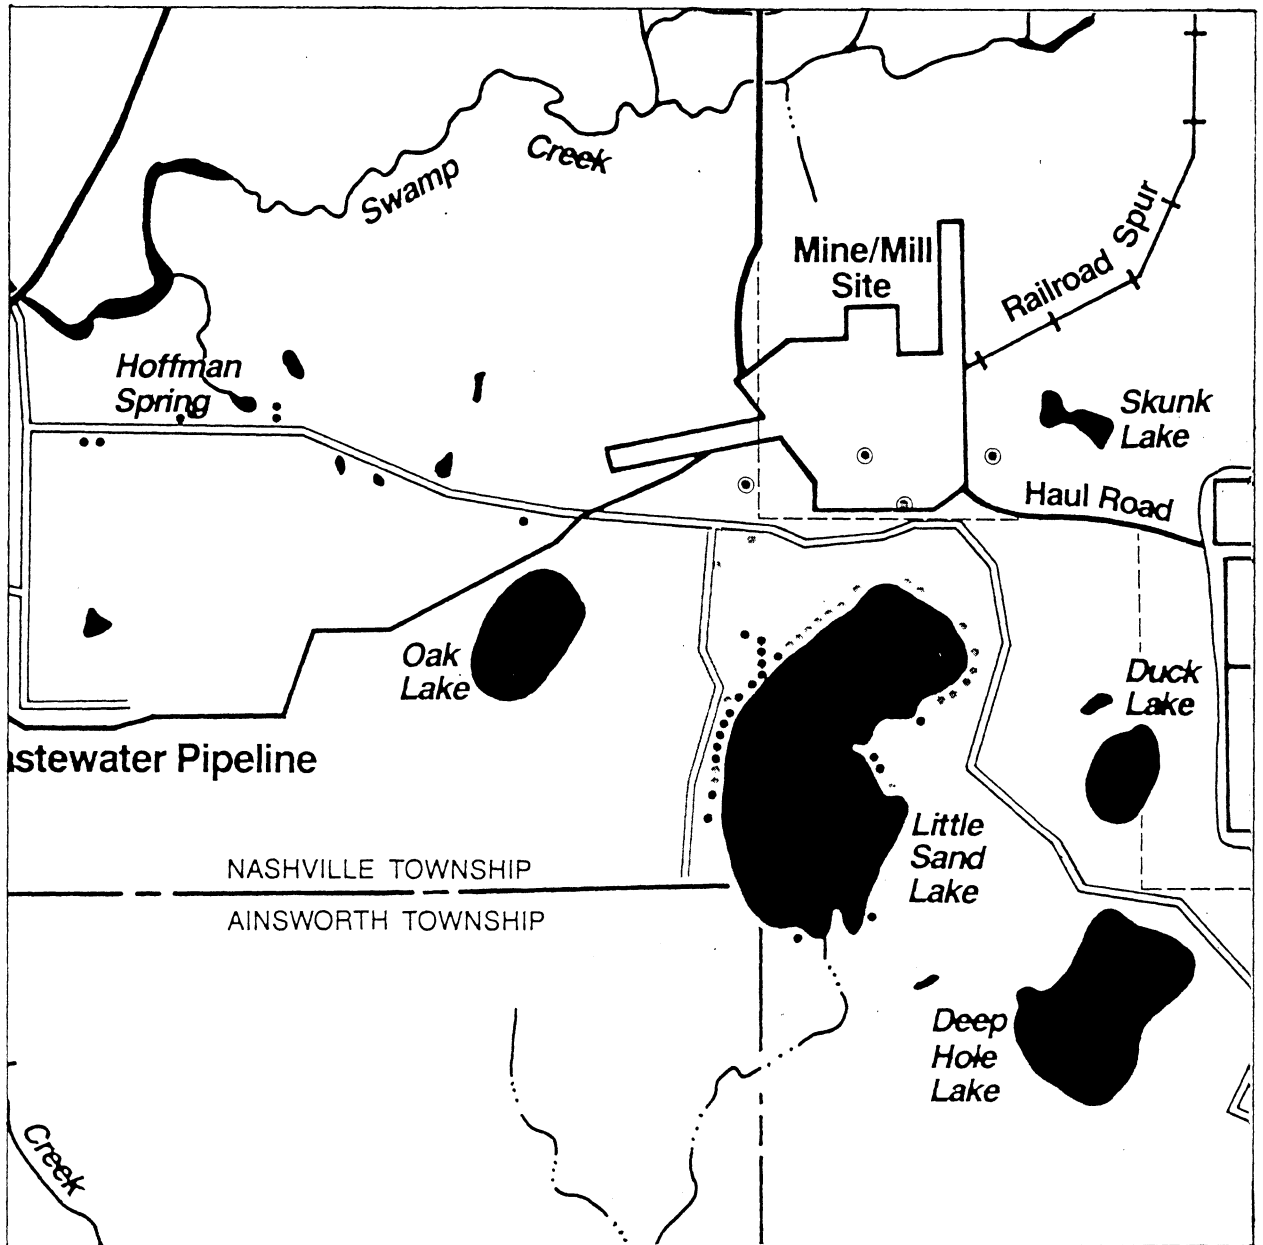 Swamp Creek
Mine/Mill
Site
Railroad Spur
Hoffman
Spring
Skunk
Lake
Haul Road
Oak
Lake
Duck
Lake
astewater Pipeline
Little
Sand
Lake
NASHVILLE TOWNSHIP
AINSWORTH TOWNSHIP
Deep
Hole
Lake
Creek